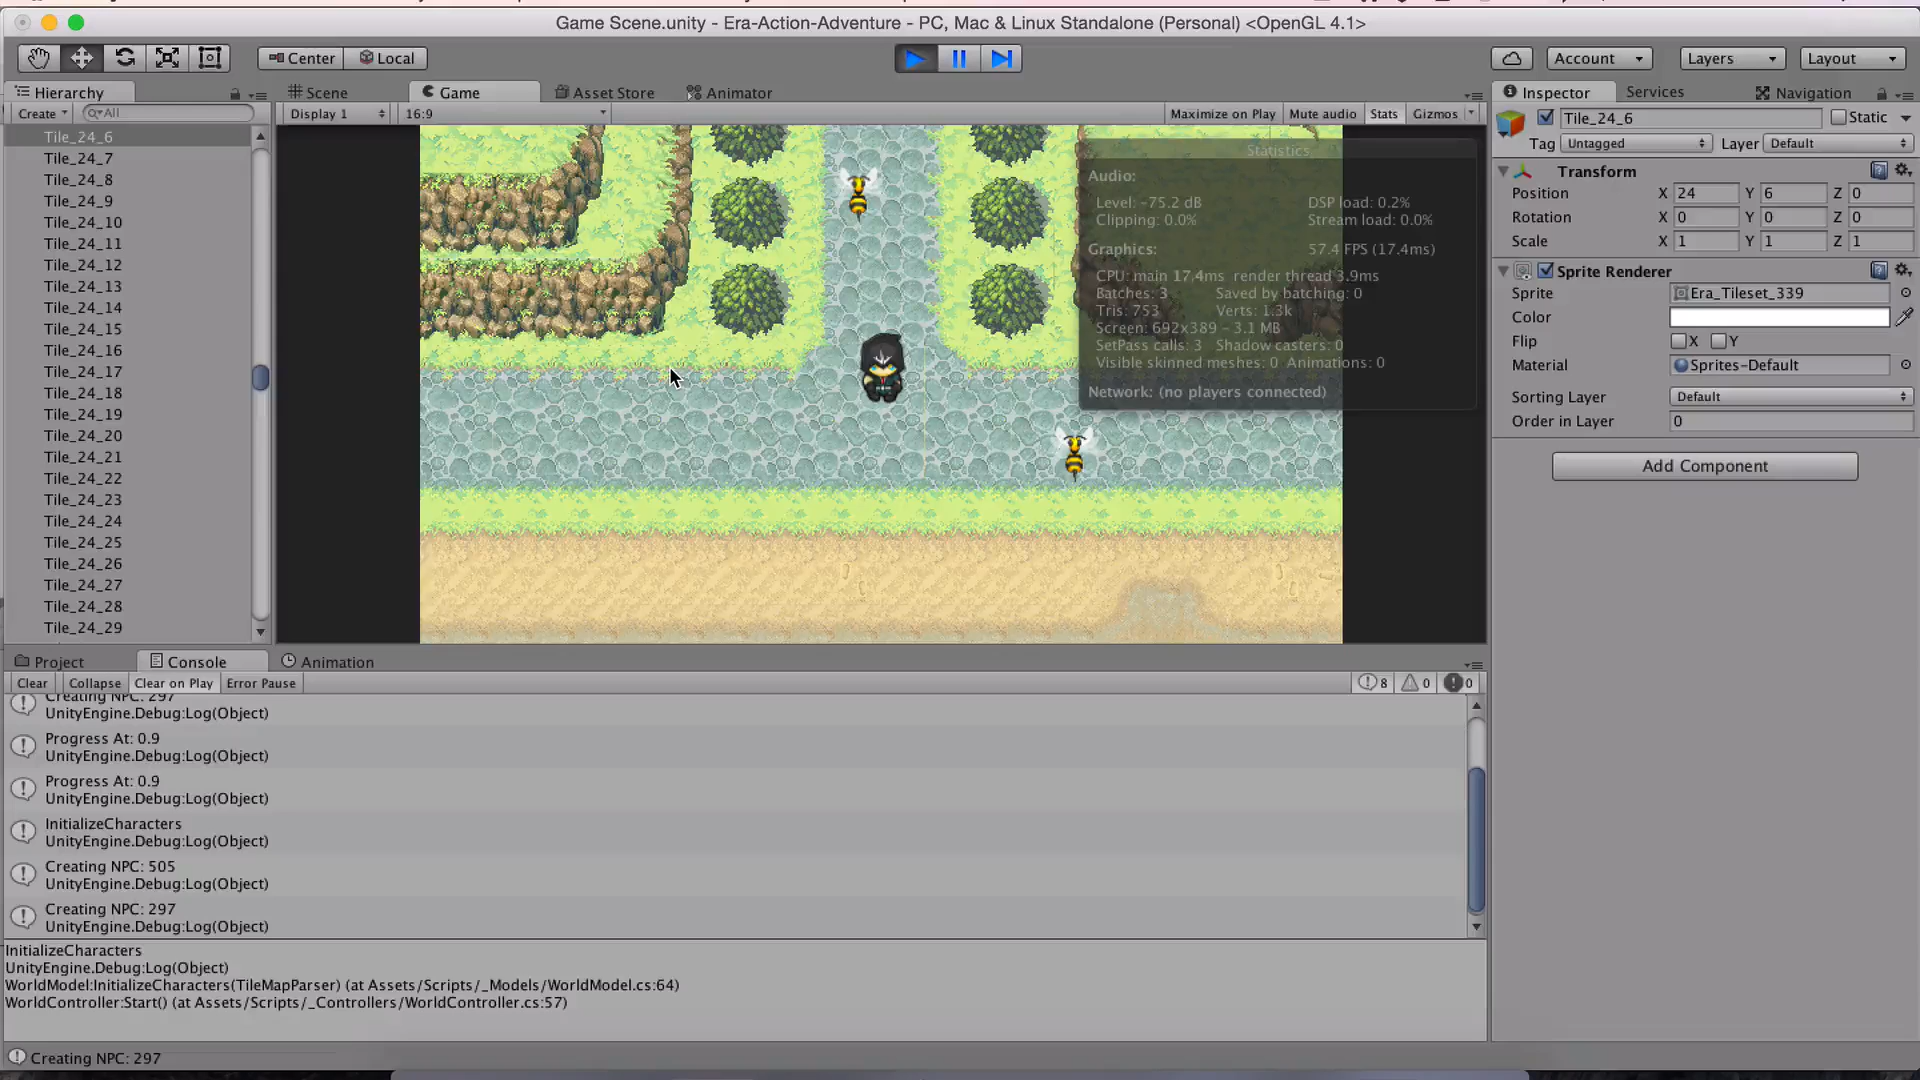 Game Scene.unity - Era-Action-Adventure - PC, Mac & Linux Standalone (Personal) <OpenGL 4.1>
Center Local Account Layers Layout
Hierarchy Scene Game Asset Store Animator Inspector Services Navigation
Create All Display 1 16:9 Maximize on Play Mute audio Stats Gizmos
Tile_24_6
Tile_24_7
Tile_24_8
Tile_24_9
Tile_24_10
Tile_24_11
Tile_24_12
Tile_24_13
Tile_24_14
Tile_24_15
Tile_24_16
Tile_24_17
Tile_24_18
Tile_24_19
Tile_24_20
Tile_24_21
Tile_24_22
Tile_24_23
Tile_24_24
Tile_24_25
Tile_24_26
Tile_24_27
Tile_24_28
Tile_24_29
Statistics
Audio:
Level: -75.2 dB DSP load: 0.2%
Clipping: 0.0% Stream load: 0.0%
Graphics: 57.4 FPS (17.4ms)
CPU: main 17.4ms render thread 3.9ms
Batches: 3 Saved by batching: 0
Tris: 753 Verts: 1.3k
Screen: 692x389 - 3.1 MB
SetPass calls: 3 Shadow casters: 0
Visible skinned meshes: 0 Animations: 0
Network: (no players connected)
Tile_24_6 Static
Tag Untagged Layer Default
Transform
Position X 24 Y 6 Z 0
Rotation X 0 Y 0 Z 0
Scale X 1 Y 1 Z 1
Sprite Renderer
Sprite Era_Tileset_339
Color
Flip X Y
Material Sprites-Default
Sorting Layer Default
Order in Layer 0
Add Component
Project Console Animation
Clear Collapse Clear on Play Error Pause 8 0 0
Creating NPC: 297
UnityEngine.Debug:Log(Object)
Progress At: 0.9
UnityEngine.Debug:Log(Object)
Progress At: 0.9
UnityEngine.Debug:Log(Object)
InitializeCharacters
UnityEngine.Debug:Log(Object)
Creating NPC: 505
UnityEngine.Debug:Log(Object)
Creating NPC: 297
UnityEngine.Debug:Log(Object)
InitializeCharacters
UnityEngine.Debug:Log(Object)
WorldModel:InitializeCharacters(TileMapParser) (at Assets/Scripts/_Models/WorldModel.cs:64)
WorldController:Start() (at Assets/Scripts/_Controllers/WorldController.cs:57)
Creating NPC: 297